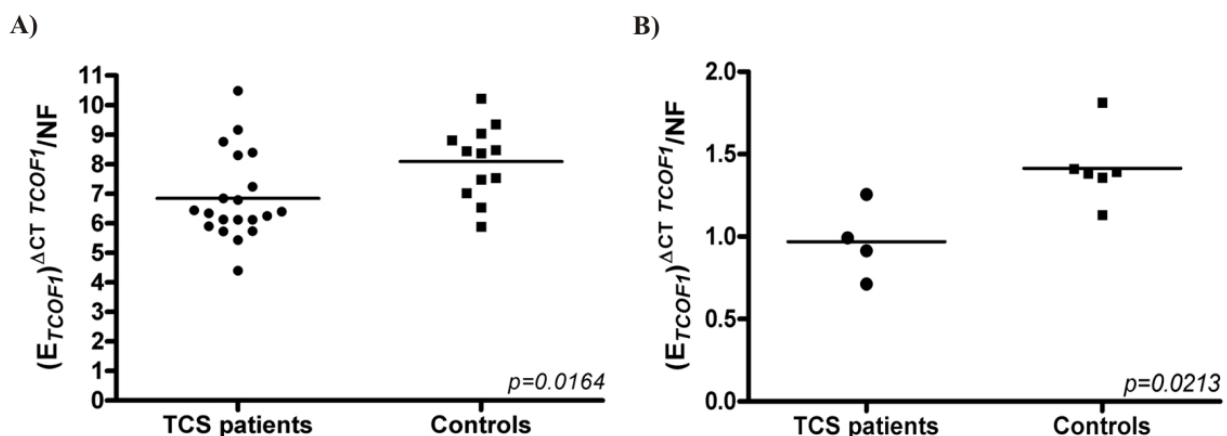 A)
(E_TCOF1)^ΔCT TCOF1/NF
11
10
9
8
7
6
5
4
3
2
1
0
p=0.0164
TCS patients Controls
B)
(E_TCOF1)^ΔCT TCOF1/NF
2.0
1.5
1.0
0.5
0.0
p=0.0213
TCS patients Controls